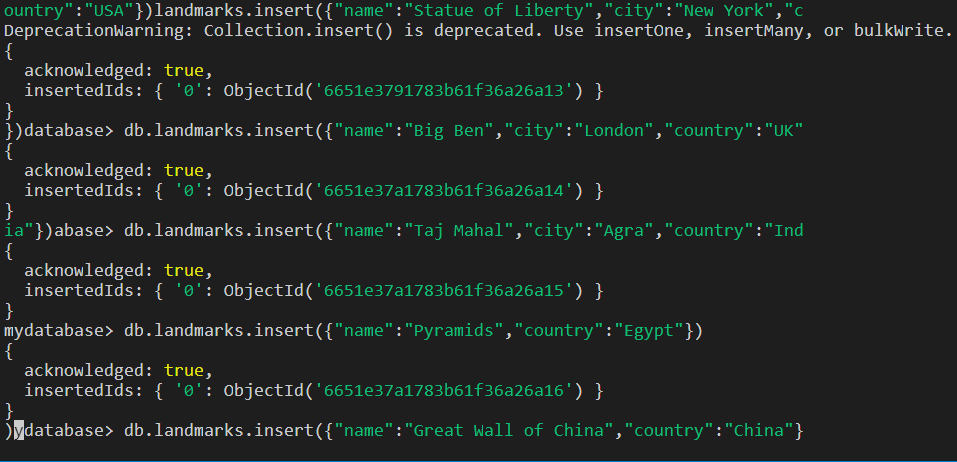 ountry":"USA"})landmarks.insert({"name":"Statue of Liberty","city":"New York","c
DeprecationWarning: Collection.insert() is deprecated. Use insertOne, insertMany, or bulkWrite.
{
  acknowledged: true,
  insertedIds: { '0': ObjectId('6651e3791783b61f36a26a13') }
}
})database> db.landmarks.insert({"name":"Big Ben","city":"London","country":"UK"
{
  acknowledged: true,
  insertedIds: { '0': ObjectId('6651e37a1783b61f36a26a14') }
}
ia"})abase> db.landmarks.insert({"name":"Taj Mahal","city":"Agra","country":"Ind
{
  acknowledged: true,
  insertedIds: { '0': ObjectId('6651e37a1783b61f36a26a15') }
}
mydatabase> db.landmarks.insert({"name":"Pyramids","country":"Egypt"})
{
  acknowledged: true,
  insertedIds: { '0': ObjectId('6651e37a1783b61f36a26a16') }
}
)ydatabase> db.landmarks.insert({"name":"Great Wall of China","country":"China"}